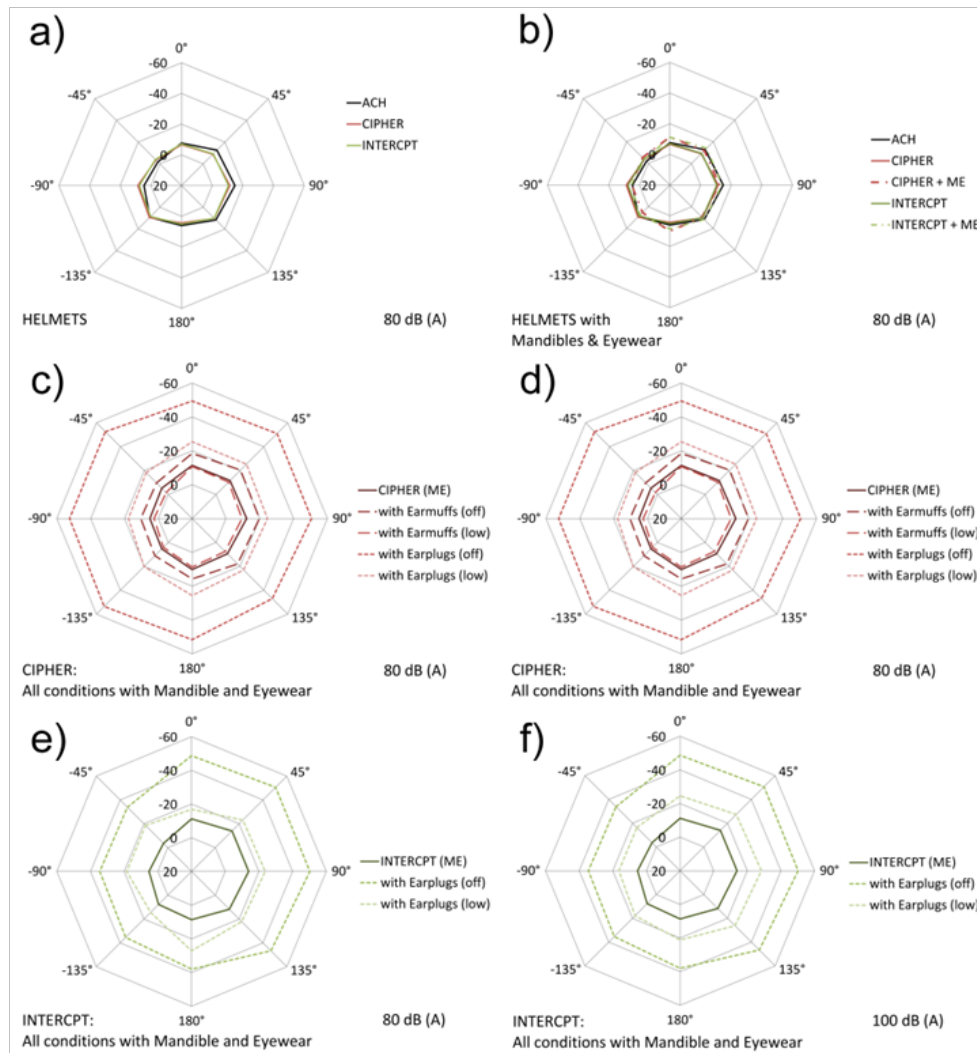 a)
0°
-60
-45°
-40
45°
-20
0
-90°
20
90°
-135°
135°
180°
ACH
CIPHER
INTERCPT
HELMETS
80 dB (A)
b)
0°
-60
-45°
-40
45°
-20
0
-90°
20
90°
-135°
135°
180°
ACH
CIPHER
CIPHER + ME
INTERCPT
INTERCPT + ME
HELMETS with
Mandibles & Eyewear
80 dB (A)
c)
0°
-60
-45°
-40
45°
-20
0
-90°
20
90°
-135°
135°
180°
CIPHER (ME)
with Earmuffs (off)
with Earmuffs (low)
with Earplugs (off)
with Earplugs (low)
CIPHER:
All conditions with Mandible and Eyewear
80 dB (A)
d)
0°
-60
-45°
-40
45°
-20
0
-90°
20
90°
-135°
135°
180°
CIPHER (ME)
with Earmuffs (off)
with Earmuffs (low)
with Earplugs (off)
with Earplugs (low)
CIPHER:
All conditions with Mandible and Eyewear
80 dB (A)
e)
0°
-60
-45°
-40
45°
-20
0
-90°
20
90°
-135°
135°
180°
INTERCPT (ME)
with Earplugs (off)
with Earplugs (low)
INTERCPT:
All conditions with Mandible and Eyewear
80 dB (A)
f)
0°
-60
-45°
-40
45°
-20
0
-90°
20
90°
-135°
135°
180°
INTERCPT (ME)
with Earplugs (off)
with Earplugs (low)
INTERCPT:
All conditions with Mandible and Eyewear
100 dB (A)